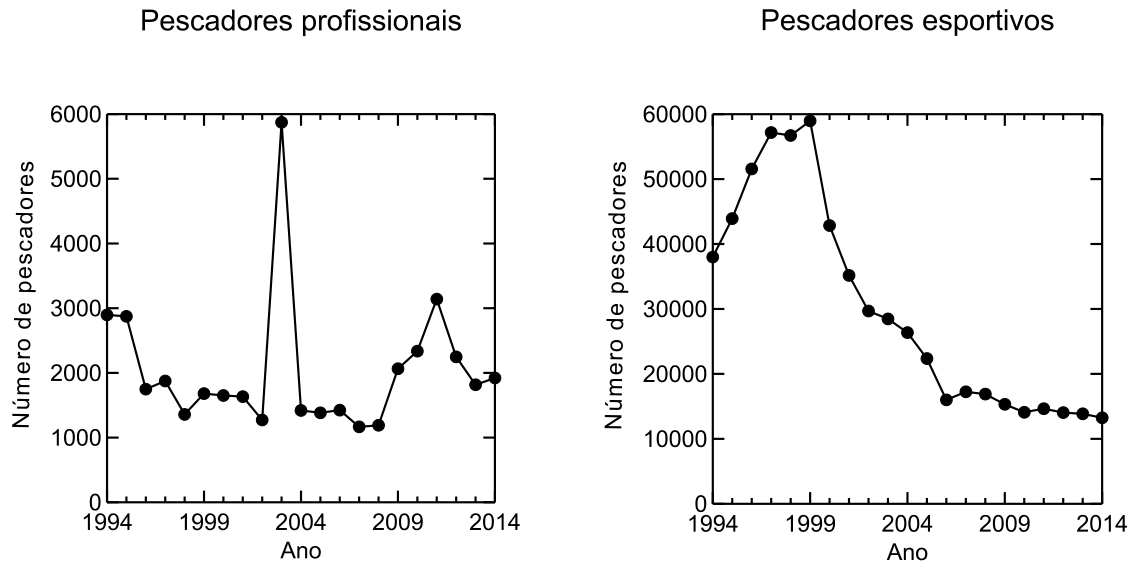 Pescadores profissionais
Pescadores esportivos
Número de pescadores
6000
5000
4000
3000
2000
1000
0
1994 1999 2004 2009 2014
Ano
Número de pescadores
60000
50000
40000
30000
20000
10000
0
1994 1999 2004 2009 2014
Ano